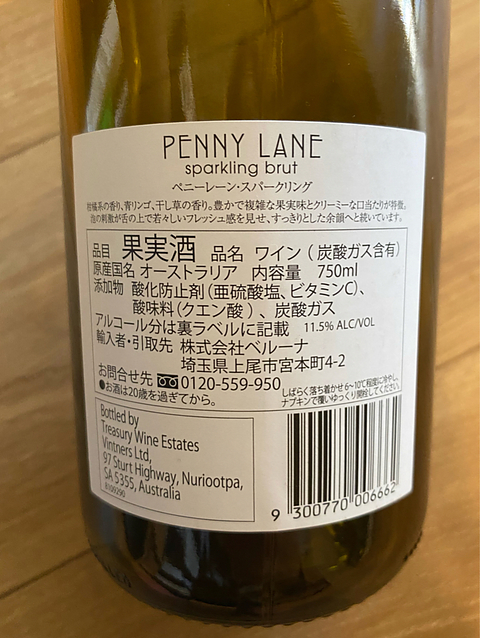 PENNY LANE
sparkling brut
ペニーレーン・スパークリング
柑橘系の香り、青リンゴ、干し草の香り。豊かで複雑な果実味とクリーミーな口当たりが特徴。
泡の刺激が舌の上で若々しいフレッシュ感を見せ、すっきりとした余韻へと続いています。
品目 果実酒 品名 ワイン(炭酸ガス含有)
原産国名 オーストラリア 内容量 750ml
添加物 酸化防止剤(亜硫酸塩、ビタミンC)、
酸味料(クエン酸)、炭酸ガス
アルコール分は裏ラベルに記載 11.5% ALC/VOL
輸入者・引取先 株式会社ベルーナ
埼玉県上尾市宮本町4-2
お問合せ先 0120-559-950
●お酒は20歳を過ぎてから。
しばらく落ち着かせ6~10℃程度に冷やし、
ナプキンで覆いゆっくり開栓してください。
Bottled by
Treasury Wine Estates
Vintners Ltd,
97 Sturt Highway, Nuriootpa,
SA 5355, Australia
9 300770 006662